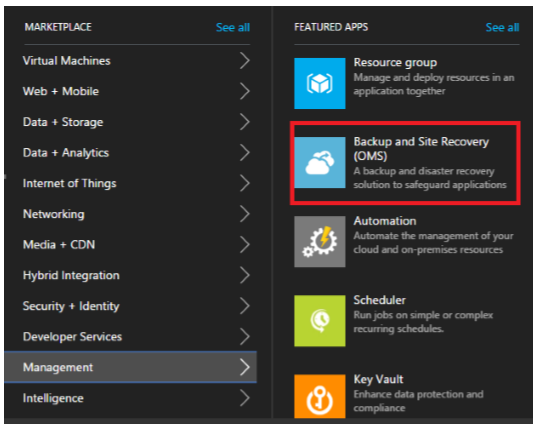 MARKETPLACE
See all
Virtual Machines
Web + Mobile
Data + Storage
Data + Analytics
Internet of Things
Networking
Media + CDN
Hybrid Integration
Security + Identity
Developer Services
Management
Intelligence
FEATURED APPS
See all
Resource group
Manage and deploy resources in an
application together
Backup and Site Recovery
(OMS)
A backup and disaster recovery
solution to safeguard applications
Automation
Automate the management of your
cloud and on-premises resources
Scheduler
Run jobs on simple or complex
recurring schedules.
Key Vault
Enhance data protection and
compliance